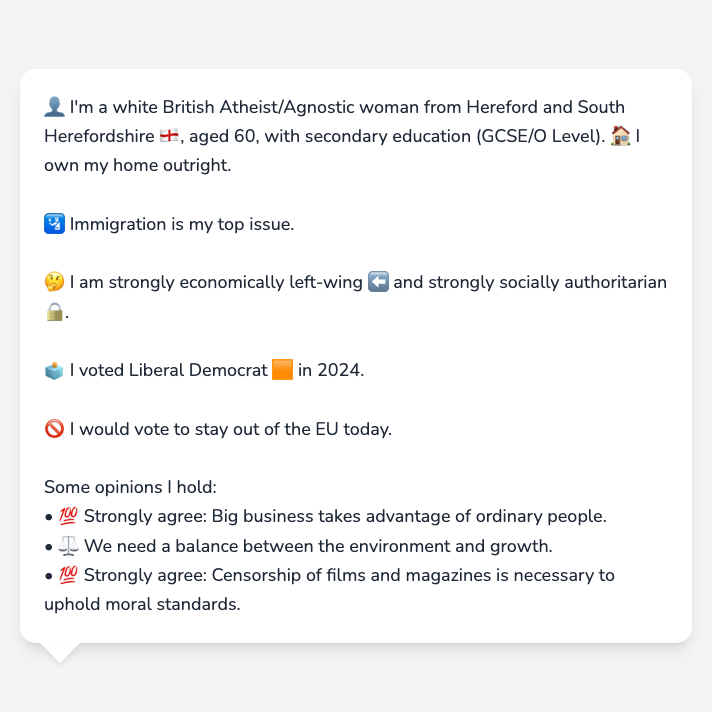 👤 I'm a white British Atheist/Agnostic woman from Hereford and South
Herefordshire 🏴󠁧󠁢󠁥󠁮󠁧󠁿, aged 60, with secondary education (GCSE/O Level). 🏠 I
own my home outright.
🛂 Immigration is my top issue.
🤔 I am strongly economically left-wing ⬅️ and strongly socially authoritarian
🔒.
🗳️ I voted Liberal Democrat 🟧 in 2024.
🚫 I would vote to stay out of the EU today.
Some opinions I hold:
• 💯 Strongly agree: Big business takes advantage of ordinary people.
• ⚖️ We need a balance between the environment and growth.
• 💯 Strongly agree: Censorship of films and magazines is necessary to
uphold moral standards.